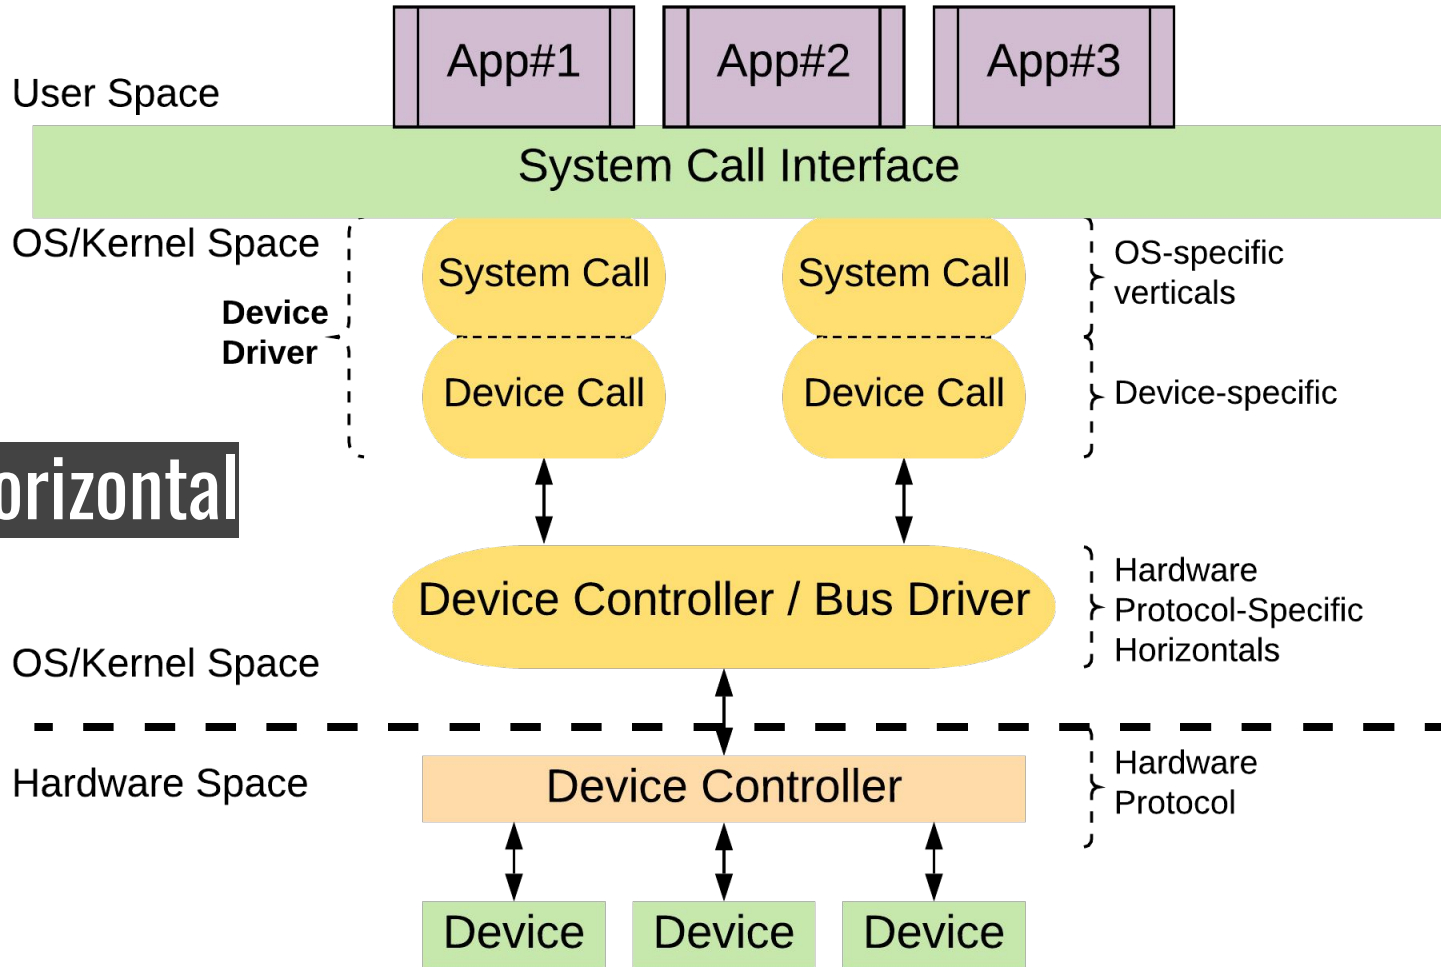 App#1
App#2
App#3
User Space
System Call Interface
OS/Kernel Space
System Call
System Call
OS-specific
verticals
Device
Driver
Device Call
Device Call
Device-specific
orizontal
Device Controller / Bus Driver
Hardware
Protocol-Specific
Horizontals
OS/Kernel Space
Hardware Space
Device Controller
Hardware
Protocol
Device
Device
Device